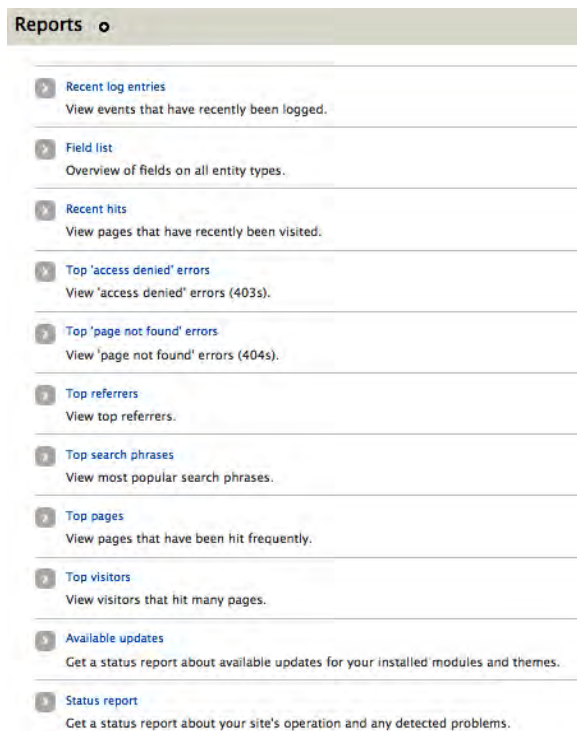 Reports
Recent log entries
View events that have recently been logged.
Field list
Overview of fields on all entity types.
Recent hits
View pages that have recently been visited.
Top 'access denied' errors
View 'access denied' errors (403s).
Top 'page not found' errors
View 'page not found' errors (404s).
Top referrers
View top referrers.
Top search phrases
View most popular search phrases.
Top pages
View pages that have been hit frequently.
Top visitors
View visitors that hit many pages.
Available updates
Get a status report about available updates for your installed modules and themes.
Status report
Get a status report about your site's operation and any detected problems.